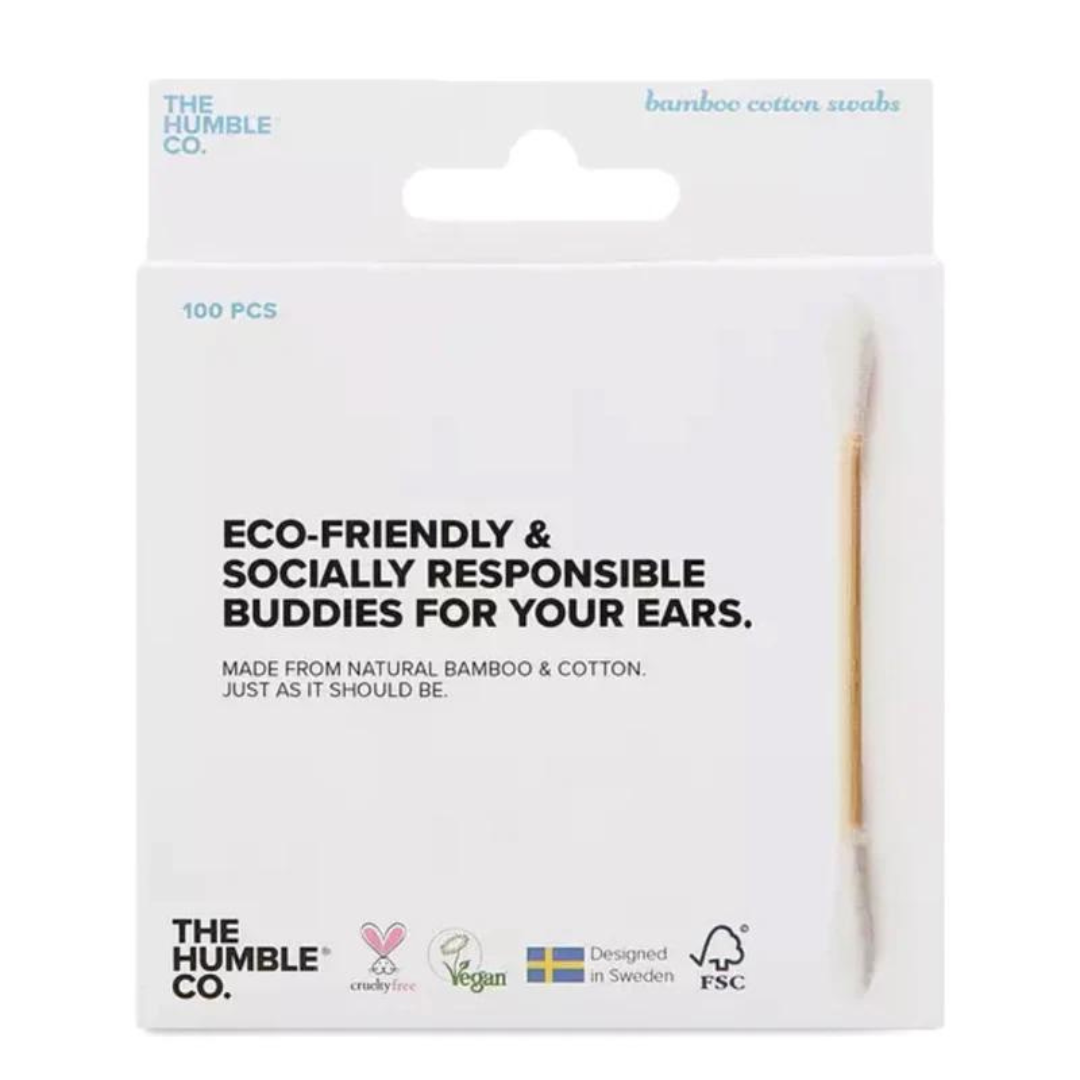 THE
HUMBLE
CO.
bamboo cotton swabs
100 PCS
ECO-FRIENDLY &
SOCIALLY RESPONSIBLE
BUDDIES FOR YOUR EARS.
MADE FROM NATURAL BAMBOO & COTTON.
JUST AS IT SHOULD BE.
THE
HUMBLE®
CO.
crueltyfree
Vegan
Designed
in Sweden
FSC